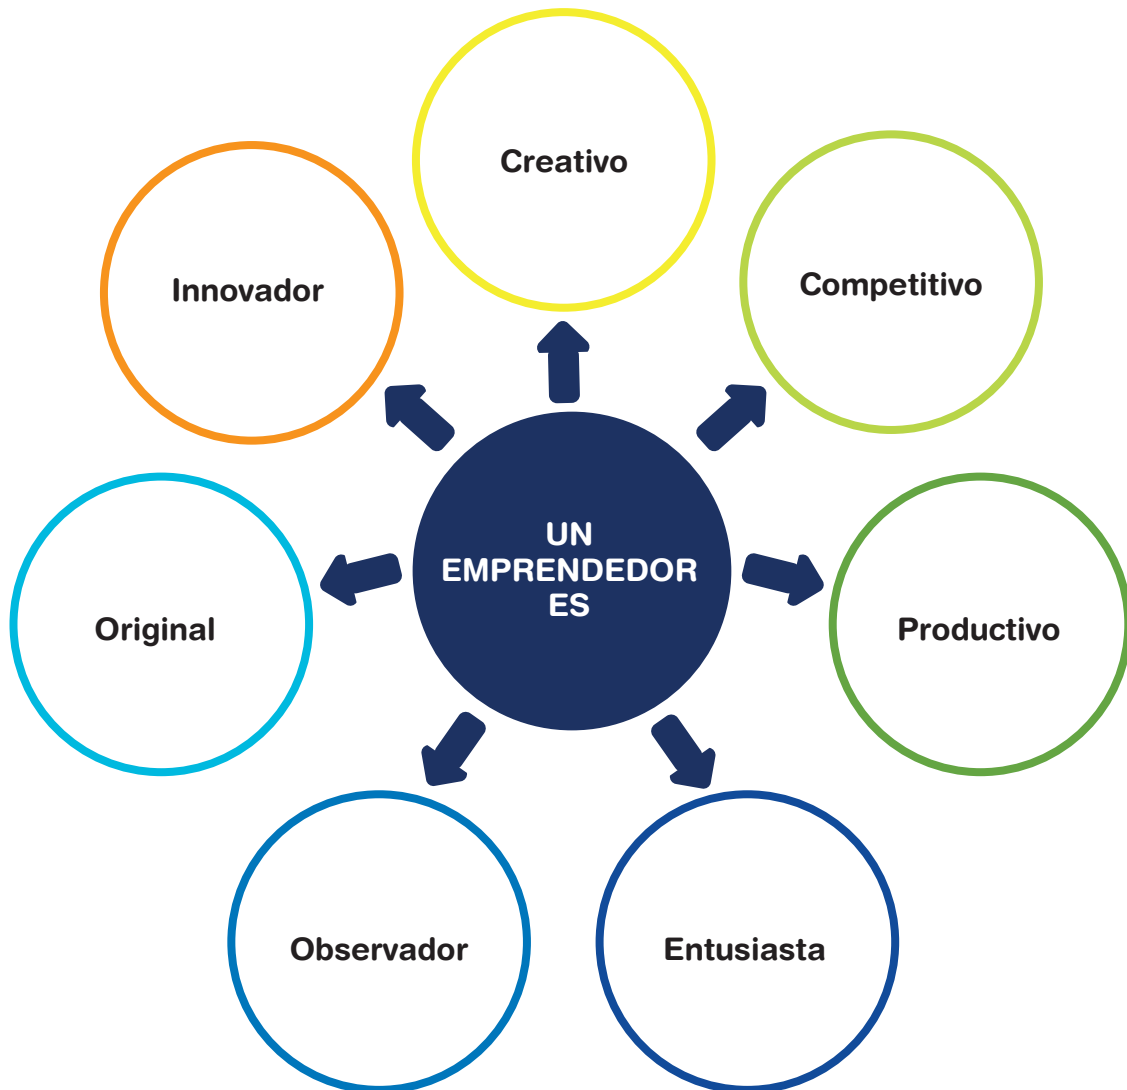 Creativo
Competitivo
Innovador
UN
EMPRENDEDOR
ES
Original
Productivo
Observador
Entusiasta